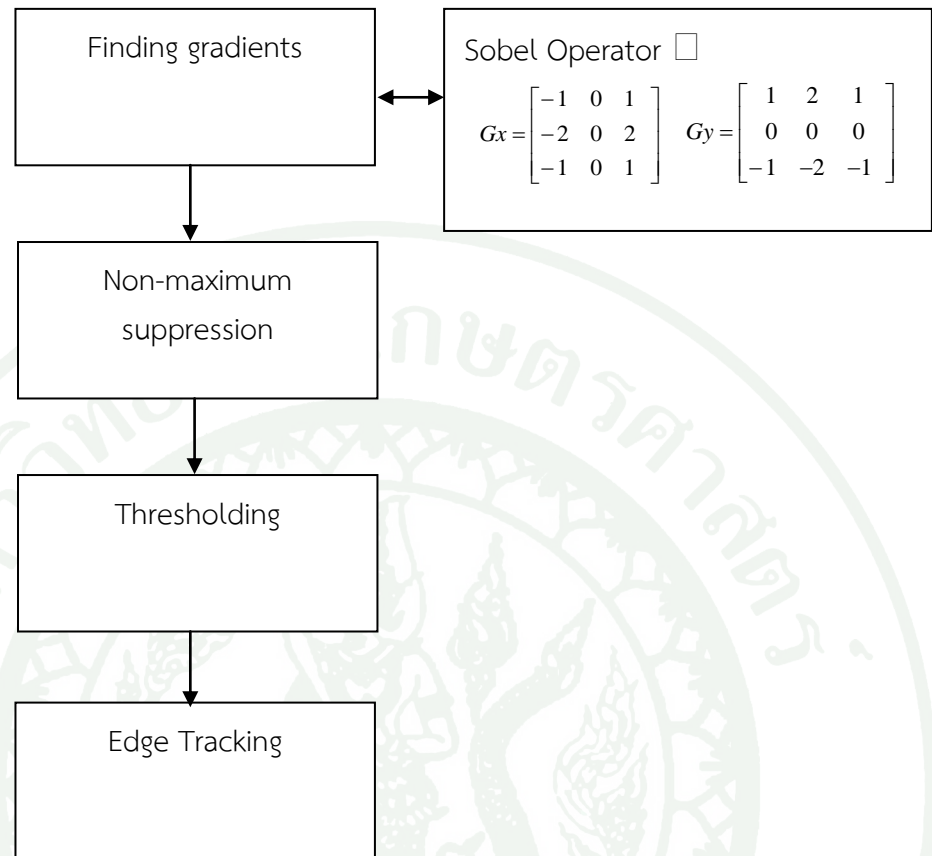 Finding gradients
Sobel Operator □
Gx = [ -1 0 1
-2 0 2
-1 0 1 ]
Gy = [ 1 2 1
0 0 0
-1 -2 -1 ]
Non-maximum
suppression
Thresholding
Edge Tracking